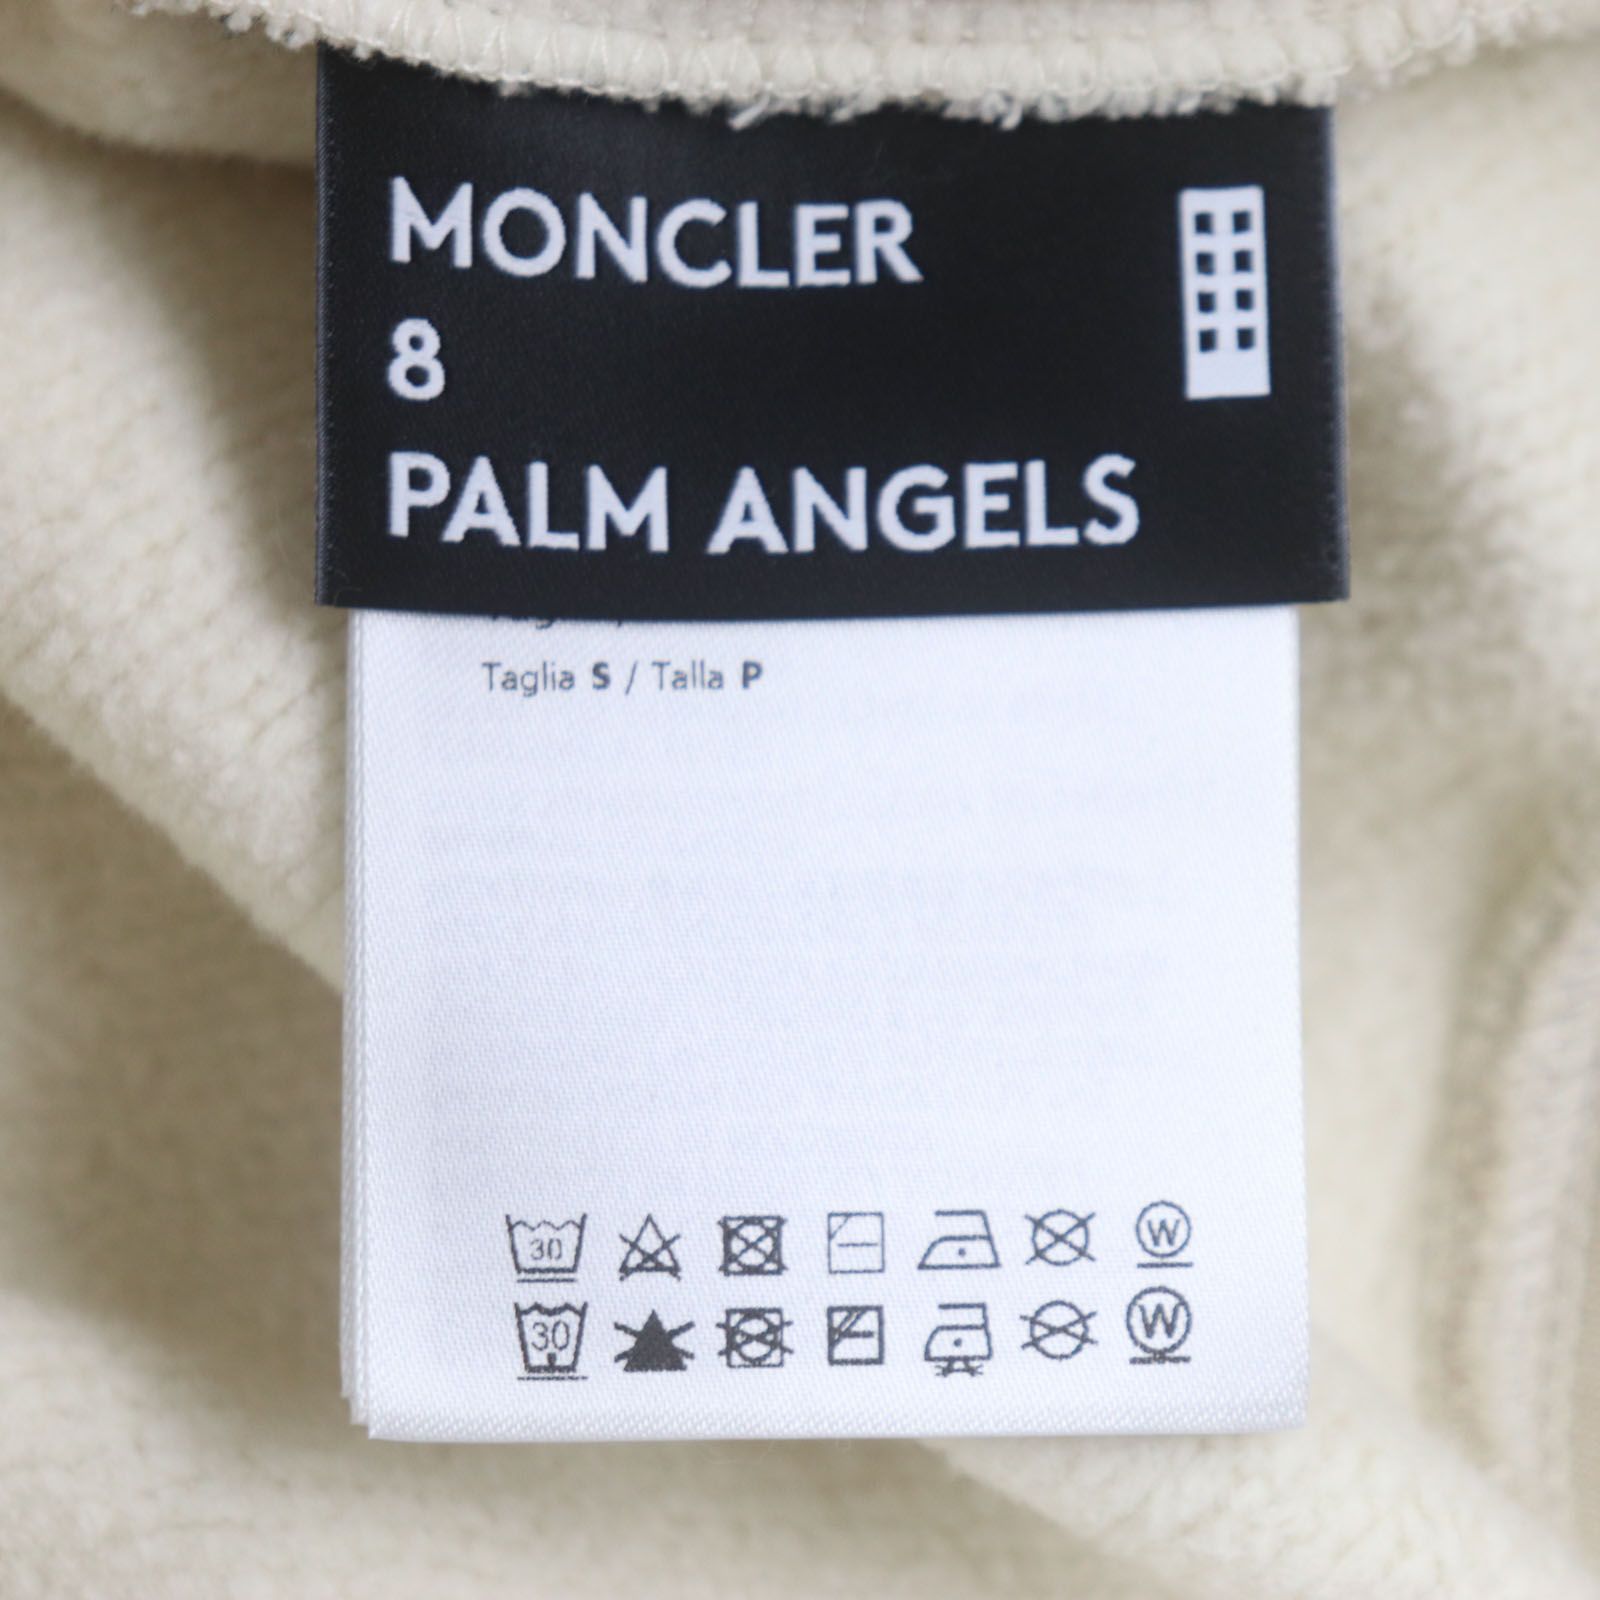 MONCLER
8
PALM ANGELS
Taglia S / Talla P
30 W
30 W